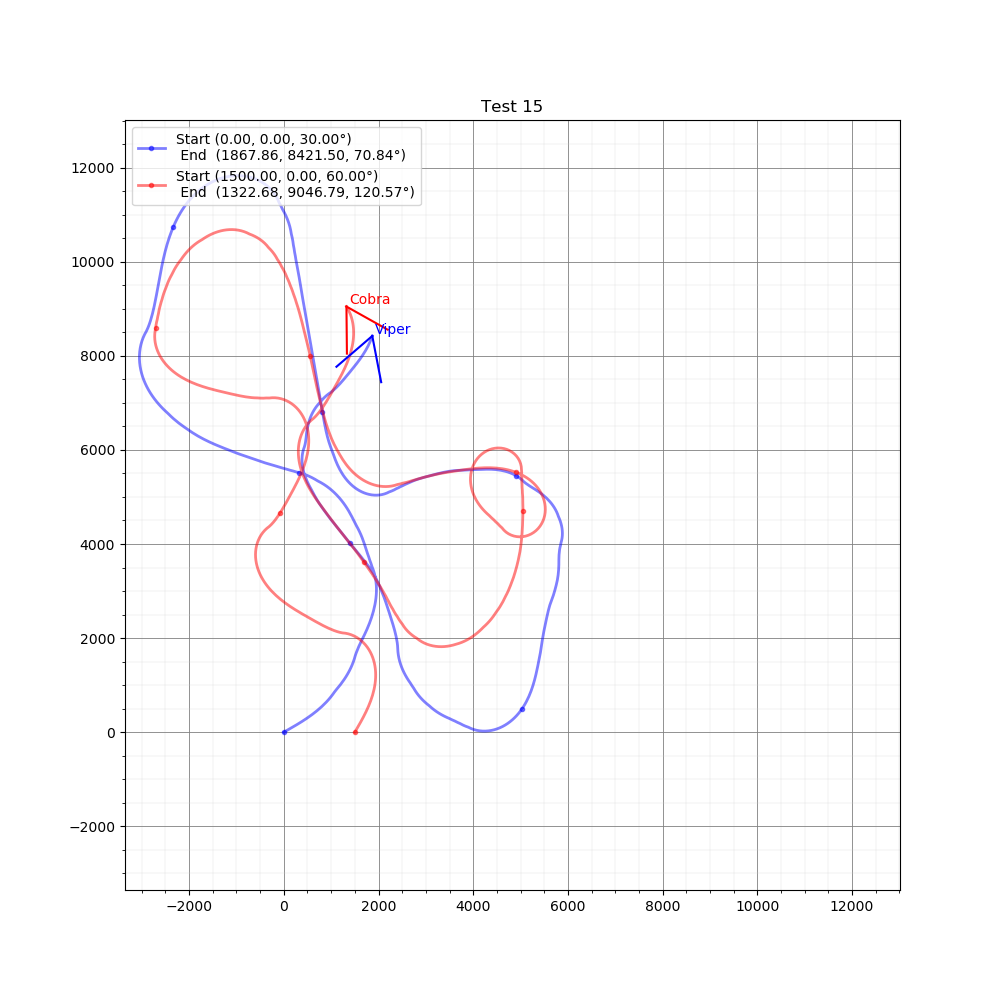 Test 15
Start (0.00, 0.00, 30.00°)
End (1867.86, 8421.50, 70.84°)
Start (1500.00, 0.00, 60.00°)
End (1322.68, 9046.79, 120.57°)
12000
10000
8000
6000
4000
2000
0
−2000
Cobra
Viper
−2000 0 2000 4000 6000 8000 10000 12000